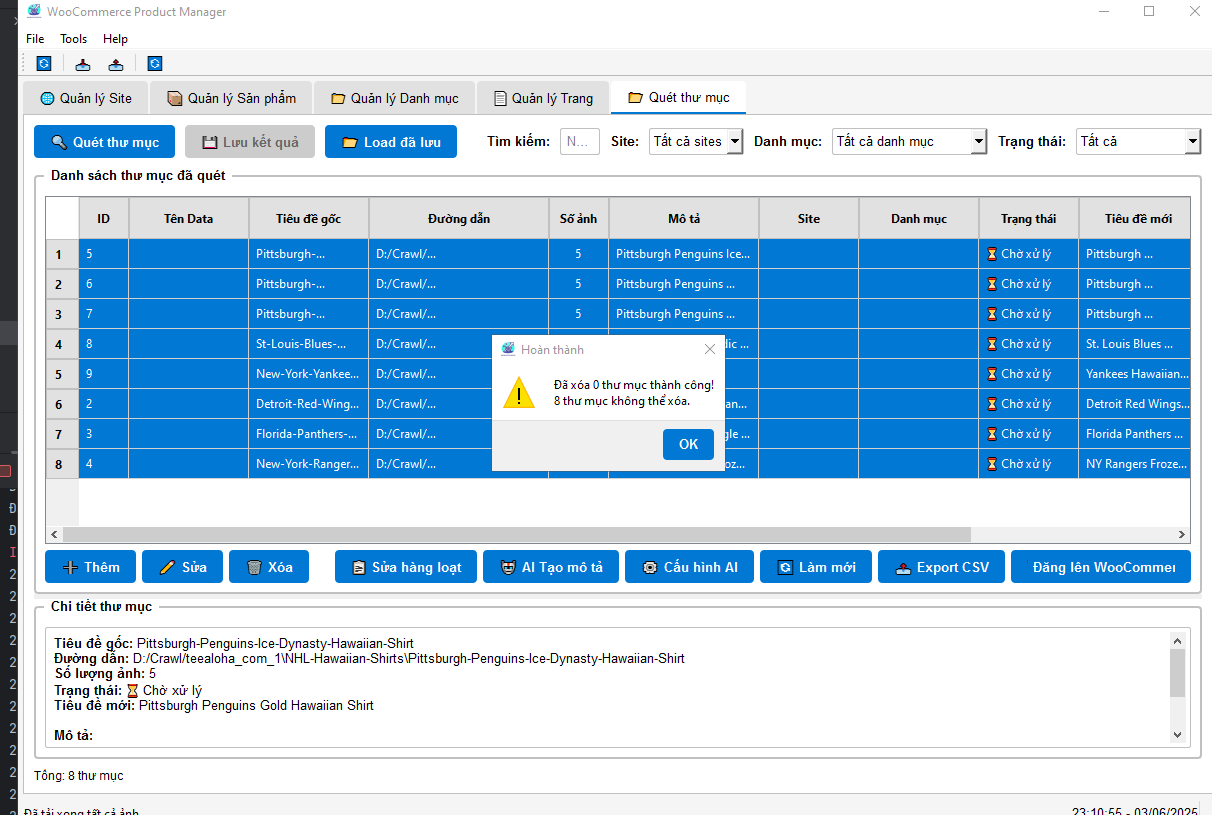 WooCommerce Product Manager
File Tools Help
Quản lý Site Quản lý Sản phẩm Quản lý Danh mục Quản lý Trang Quét thư mục
Quét thư mục Lưu kết quả Load đã lưu Tìm kiếm: N... Site: Tất cả sites Danh mục: Tất cả danh mục Trạng thái: Tất cả
Danh sách thư mục đã quét
ID Tên Data Tiêu đề gốc Đường dẫn Số ảnh Mô tả Site Danh mục Trạng thái Tiêu đề mới
1 5 Pittsburgh-... D:/Crawl/... 5 Pittsburgh Penguins Ice... Chờ xử lý Pittsburgh ...
2 6 Pittsburgh-... D:/Crawl/... 5 Pittsburgh Penguins ... Chờ xử lý Pittsburgh ...
3 7 Pittsburgh-... D:/Crawl/... 5 Pittsburgh Penguins ... Chờ xử lý Pittsburgh ...
4 8 St-Louis-Blues-... D:/Crawl/... dic ... Chờ xử lý St. Louis Blues ...
5 9 New-York-Yankee... D:/Crawl/... Chờ xử lý Yankees Hawaiian...
6 2 Detroit-Red-Wing... D:/Crawl/... an... Chờ xử lý Detroit Red Wings...
7 3 Florida-Panthers-... D:/Crawl/... gle ... Chờ xử lý Florida Panthers ...
8 4 New-York-Ranger... D:/Crawl/... oz... Chờ xử lý NY Rangers Froze...
Hoàn thành
Đã xóa 0 thư mục thành công!
8 thư mục không thể xóa.
OK
Thêm Sửa Xóa Sửa hàng loạt AI Tạo mô tả Cấu hình AI Làm mới Export CSV Đăng lên WooCommer
Chi tiết thư mục
Tiêu đề gốc: Pittsburgh-Penguins-Ice-Dynasty-Hawaiian-Shirt
Đường dẫn: D:/Crawl/teealoha_com_1\NHL-Hawaiian-Shirts\Pittsburgh-Penguins-Ice-Dynasty-Hawaiian-Shirt
Số lượng ảnh: 5
Trạng thái: Chờ xử lý
Tiêu đề mới: Pittsburgh Penguins Gold Hawaiian Shirt
Mô tả:
Tổng: 8 thư mục
Đã tải xong tất cả ảnh 23:10:55 - 03/06/2025